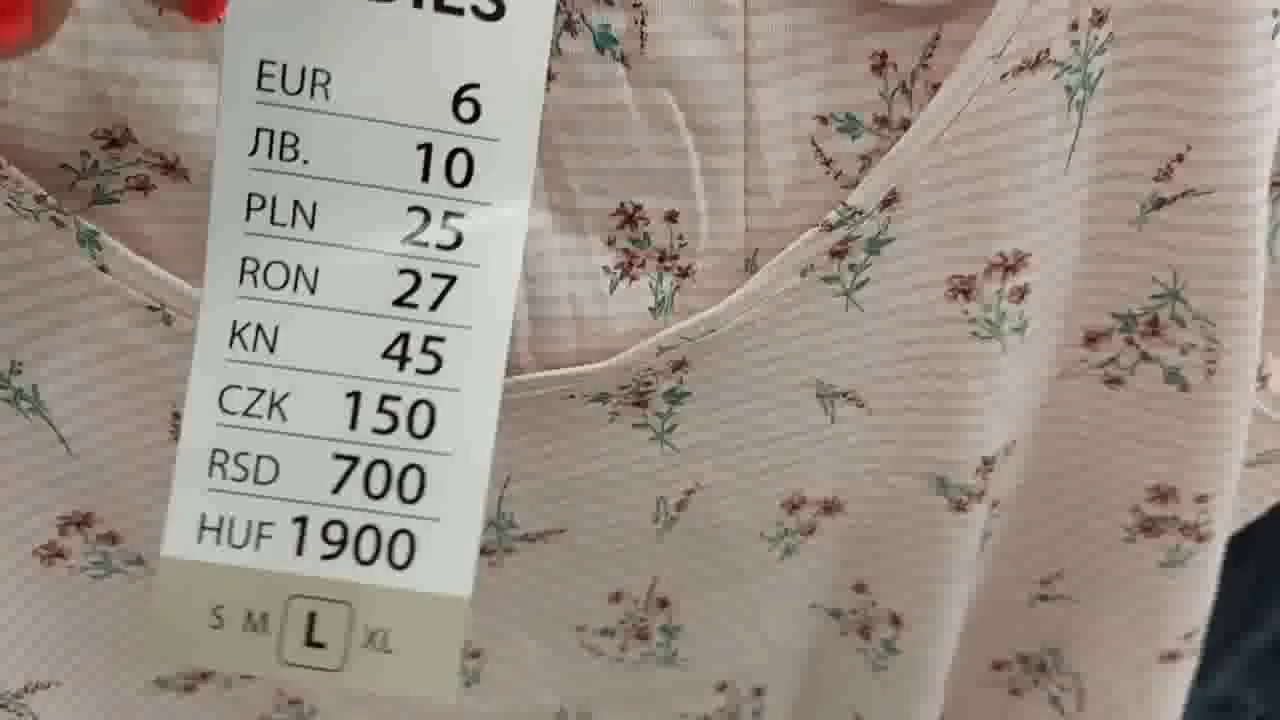 EUR 6
ЛВ. 10
PLN 25
RON 27
KN 45
CZK 150
RSD 700
HUF 1900
S M L XL